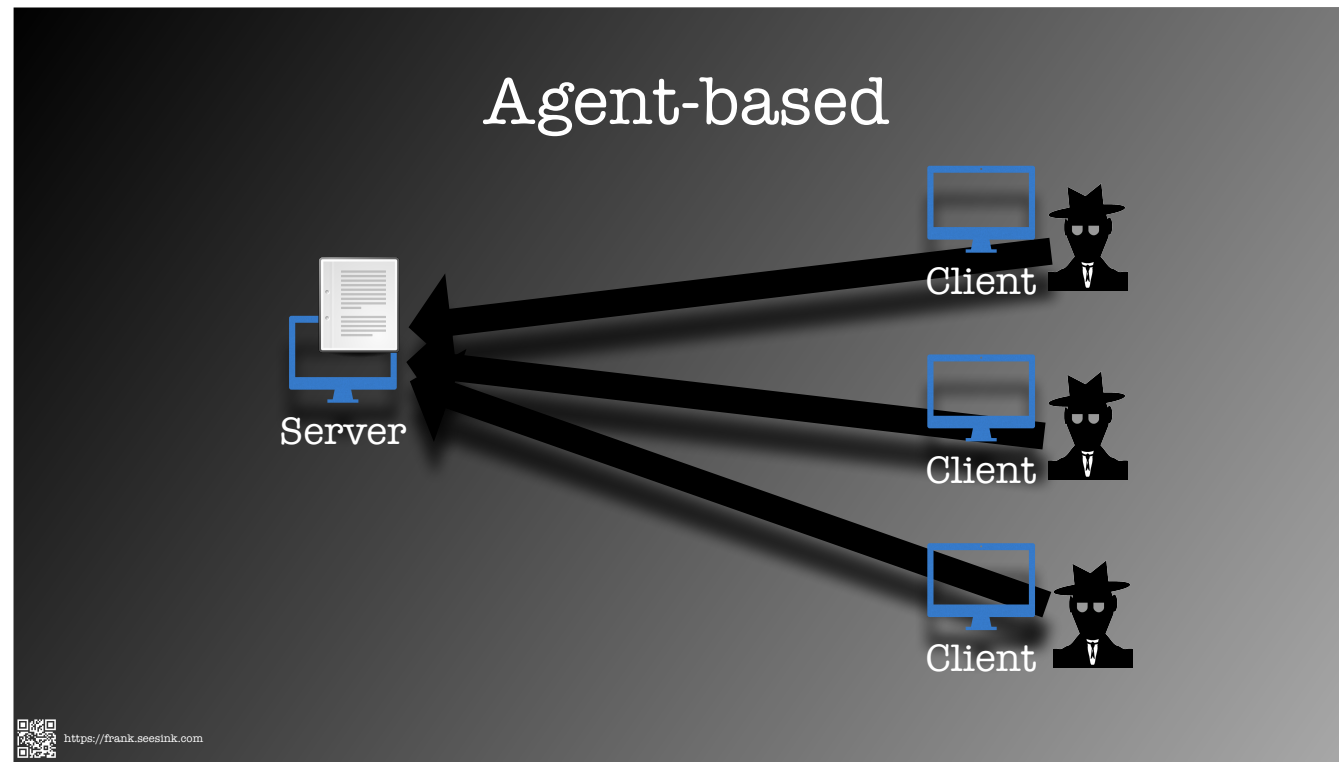 Agent-based
Server
Client
Client
Client
https://frank.seesink.com